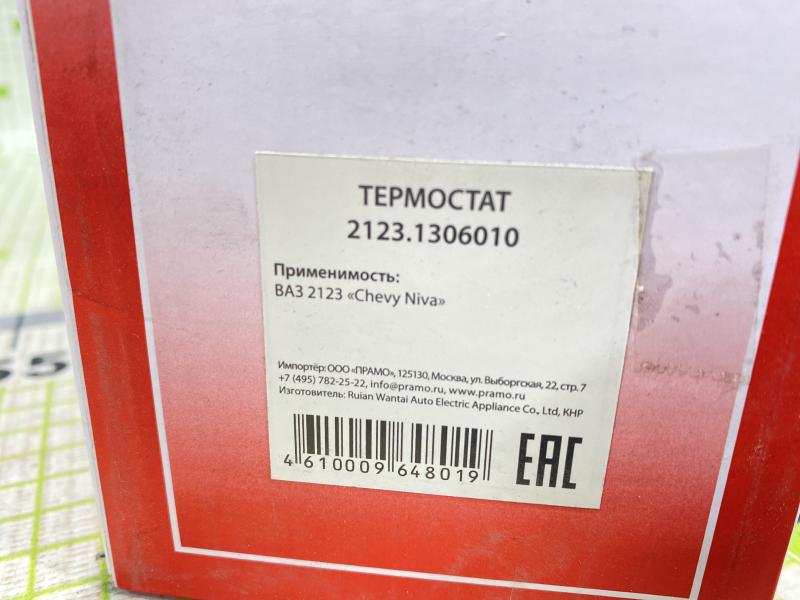 ТЕРМОСТАТ
2123.1306010
Применимость:
ВАЗ 2123 «Chevy Niva»
Импортёр: ООО «ПРАМО», 125130, Москва, ул. Выборгская, 22, стр. 7
+7 (495) 782-25-22, info@pramo.ru, www.pramo.ru
Изготовитель: Ruian Wantai Auto Electric Appliance Co., Ltd, КНР
4 610009 648019
EAC
55